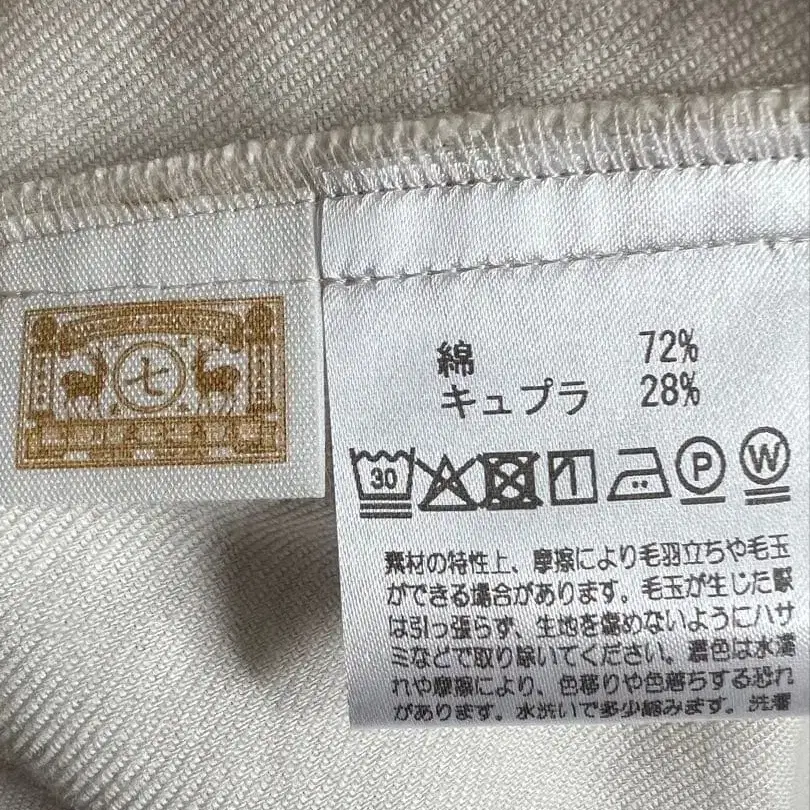 七
綿 72%
キュプラ 28%
30 P W
素材の特性上、摩擦により毛羽立ちや毛玉
ができる場合があります。毛玉が生じた際
は引っ張らず、生地を傷めないようにハサ
ミなどで取り除いてください。濃色は水濡
れや摩擦により、色移りや色落ちする恐れ
があります。水洗いで多少縮みます。洗濯